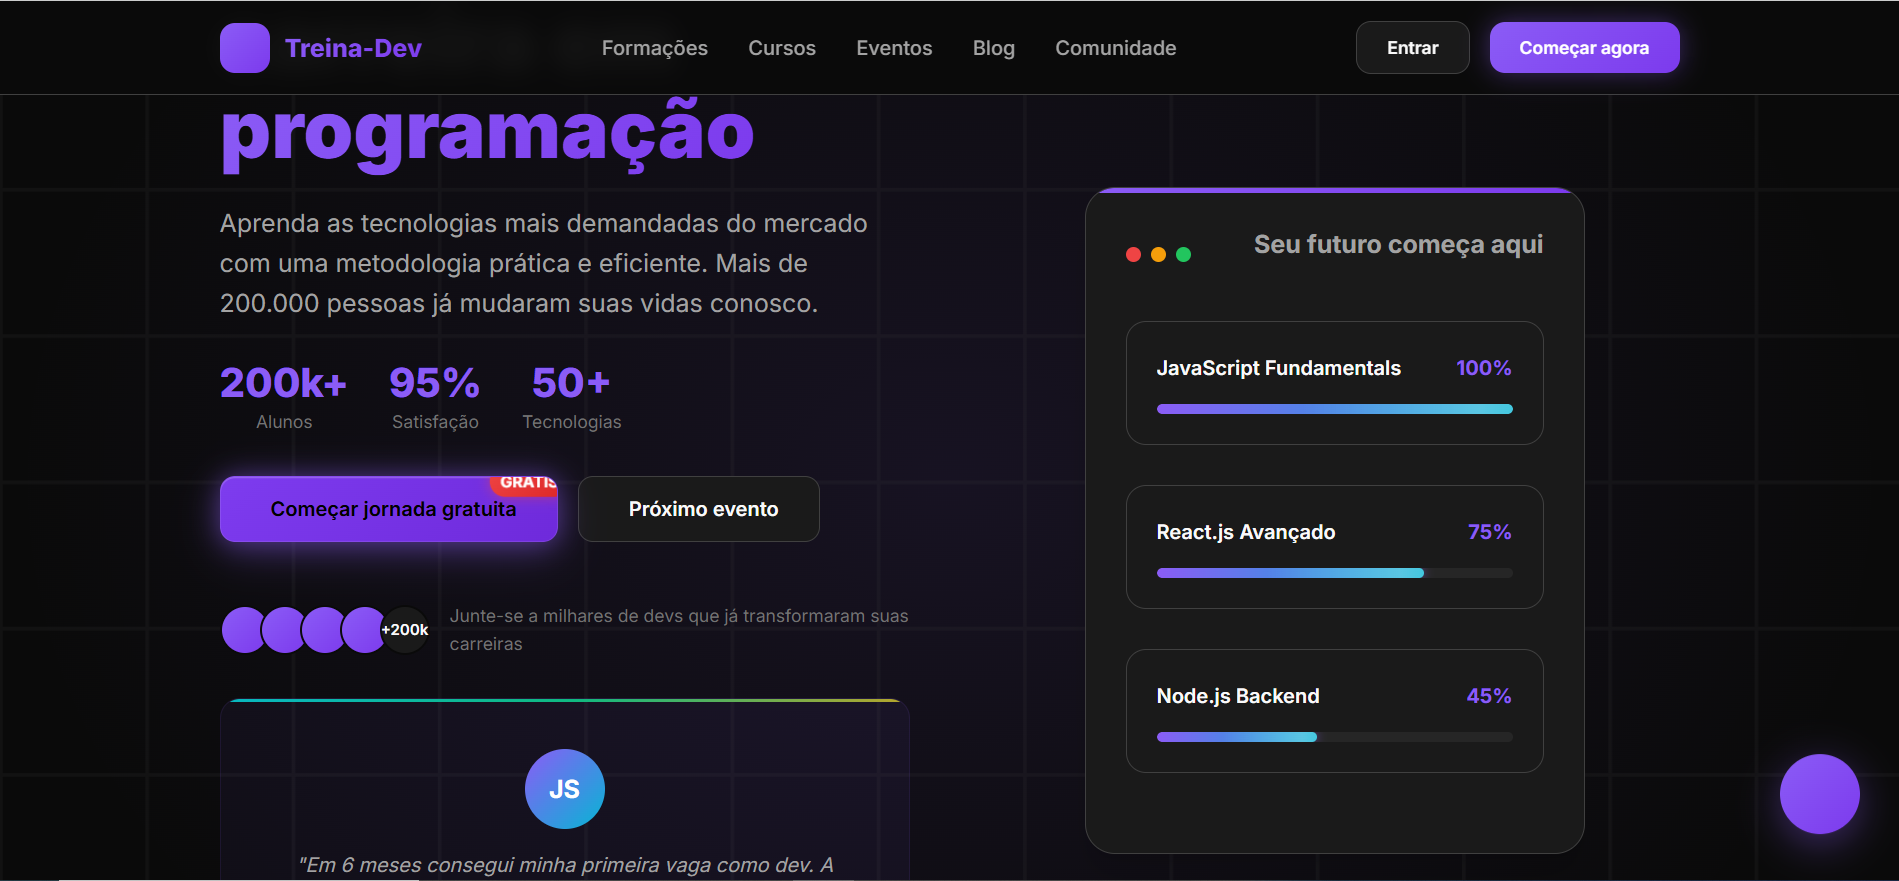 Treina-Dev
Formações
Cursos
Eventos
Blog
Comunidade
Entrar
Começar agora
programação
Aprenda as tecnologias mais demandadas do mercado
com uma metodologia prática e eficiente. Mais de
200.000 pessoas já mudaram suas vidas conosco.
200k+
Alunos
95%
Satisfação
50+
Tecnologias
GRÁTIS
Começar jornada gratuita
Próximo evento
+200k
Junte-se a milhares de devs que já transformaram suas
carreiras
JS
"Em 6 meses consegui minha primeira vaga como dev. A
Seu futuro começa aqui
JavaScript Fundamentals 100%
React.js Avançado 75%
Node.js Backend 45%